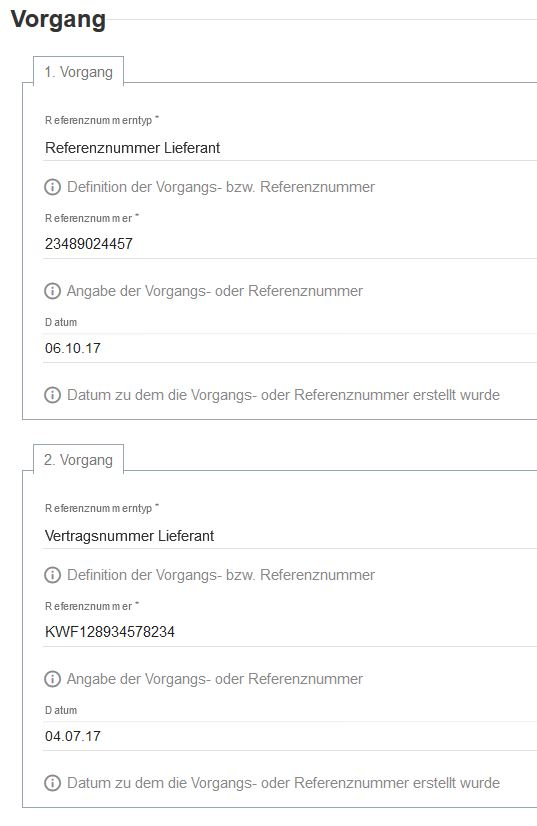 Vorgang
1. Vorgang
Referenznummerntyp *
Referenznummer Lieferant
Definition der Vorgangs- bzw. Referenznummer
Referenznummer *
23489024457
Angabe der Vorgangs- oder Referenznummer
Datum
06.10.17
Datum zu dem die Vorgangs- oder Referenznummer erstellt wurde
2. Vorgang
Referenznummerntyp *
Vertragsnummer Lieferant
Definition der Vorgangs- bzw. Referenznummer
Referenznummer *
KWF128934578234
Angabe der Vorgangs- oder Referenznummer
Datum
04.07.17
Datum zu dem die Vorgangs- oder Referenznummer erstellt wurde